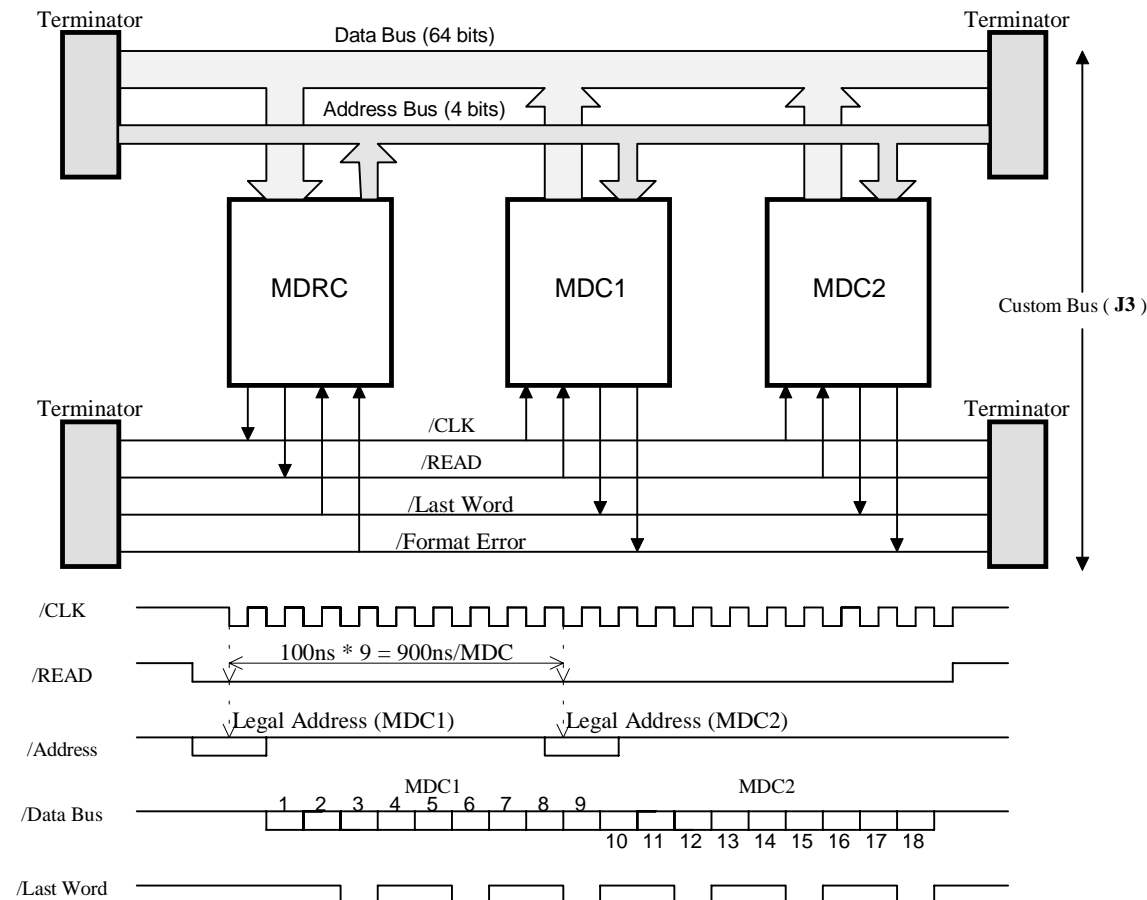 Terminator
Terminator
Data Bus (64 bits)
Address Bus (4 bits)
MDRC
MDC1
MDC2
Custom Bus ( J3 )
Terminator
Terminator
/CLK
/READ
/Last Word
/Format Error
/CLK
100ns * 9 = 900ns/MDC
/READ
Legal Address (MDC1)
Legal Address (MDC2)
/Address
MDC1
MDC2
1 2 3 4 5 6 7 8 9
/Data Bus
10 11 12 13 14 15 16 17 18
/Last Word